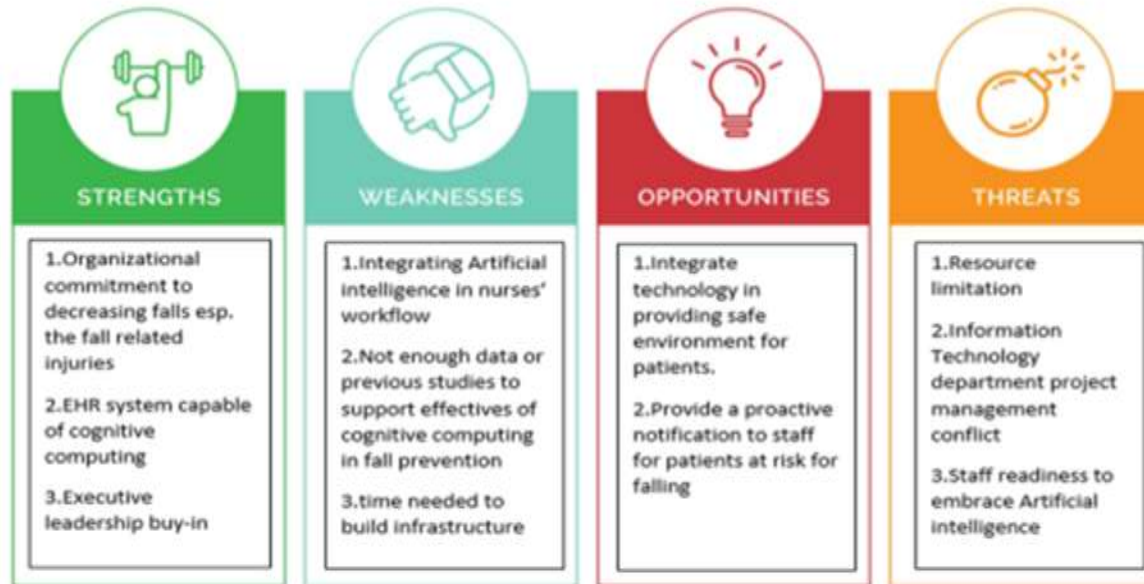 STRENGTHS
1.Organizational
commitment to
decreasing falls esp.
the fall related
injuries
2.EHR system capable
of cognitive
computing
3.Executive
leadership buy-in
WEAKNESSES
1.Integrating Artificial
intelligence in nurses'
workflow
2.Not enough data or
previous studies to
support effectives of
cognitive computing
in fall prevention
3.time needed to
build infrastructure
OPPORTUNITIES
1.Integrate
technology in
providing safe
environment for
patients.
2.Provide a proactive
notification to staff
for patients at risk for
falling
THREATS
1.Resource
limitation
2.Information
Technology
department project
management
conflict
3.Staff readiness to
embrace Artificial
intelligence